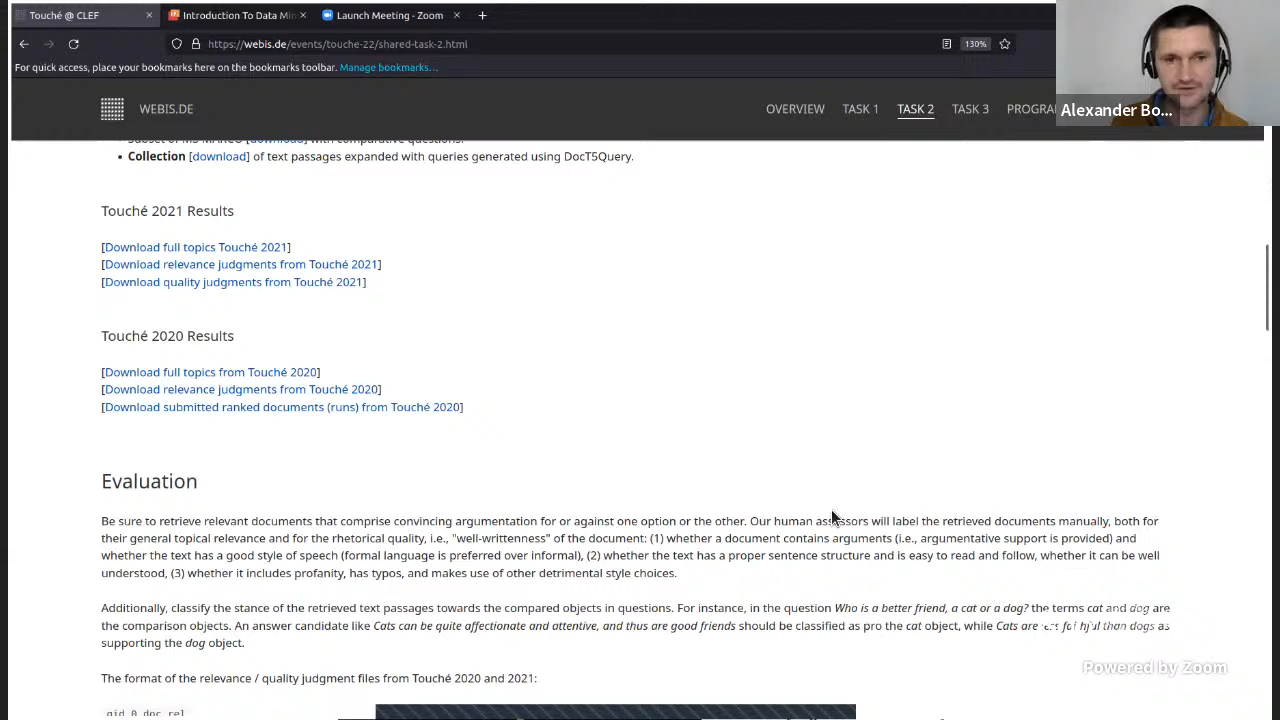 Touché @ CLEF
Introduction To Data Min
Launch Meeting - Zoom
https://webis.de/events/touche-22/shared-task-2.html
130%
For quick access, place your bookmarks here on the bookmarks toolbar. Manage bookmarks…
WEBIS.DE
OVERVIEW TASK 1 TASK 2 TASK 3 PROGRA
Alexander Bo...
• Collection [download] of text passages expanded with queries generated using DocT5Query.
Touché 2021 Results
[Download full topics Touché 2021]
[Download relevance judgments from Touché 2021]
[Download quality judgments from Touché 2021]
Touché 2020 Results
[Download full topics from Touché 2020]
[Download relevance judgments from Touché 2020]
[Download submitted ranked documents (runs) from Touché 2020]
Evaluation
Be sure to retrieve relevant documents that comprise convincing argumentation for or against one option or the other. Our human assessors will label the retrieved documents manually, both for
their general topical relevance and for the rhetorical quality, i.e., "well-writtenness" of the document: (1) whether a document contains arguments (i.e., argumentative support is provided) and
whether the text has a good style of speech (formal language is preferred over informal), (2) whether the text has a proper sentence structure and is easy to read and follow, whether it can be well
understood, (3) whether it includes profanity, has typos, and makes use of other detrimental style choices.
Additionally, classify the stance of the retrieved text passages towards the compared objects in questions. For instance, in the question Who is a better friend, a cat or a dog? the terms cat and dog are
the comparison objects. An answer candidate like Cats can be quite affectionate and attentive, and thus are good friends should be classified as pro the cat object, while Cats are than dogs as
supporting the dog object.
Powered by Zoom
The format of the relevance / quality judgment files from Touché 2020 and 2021:
qid 0 doc rel